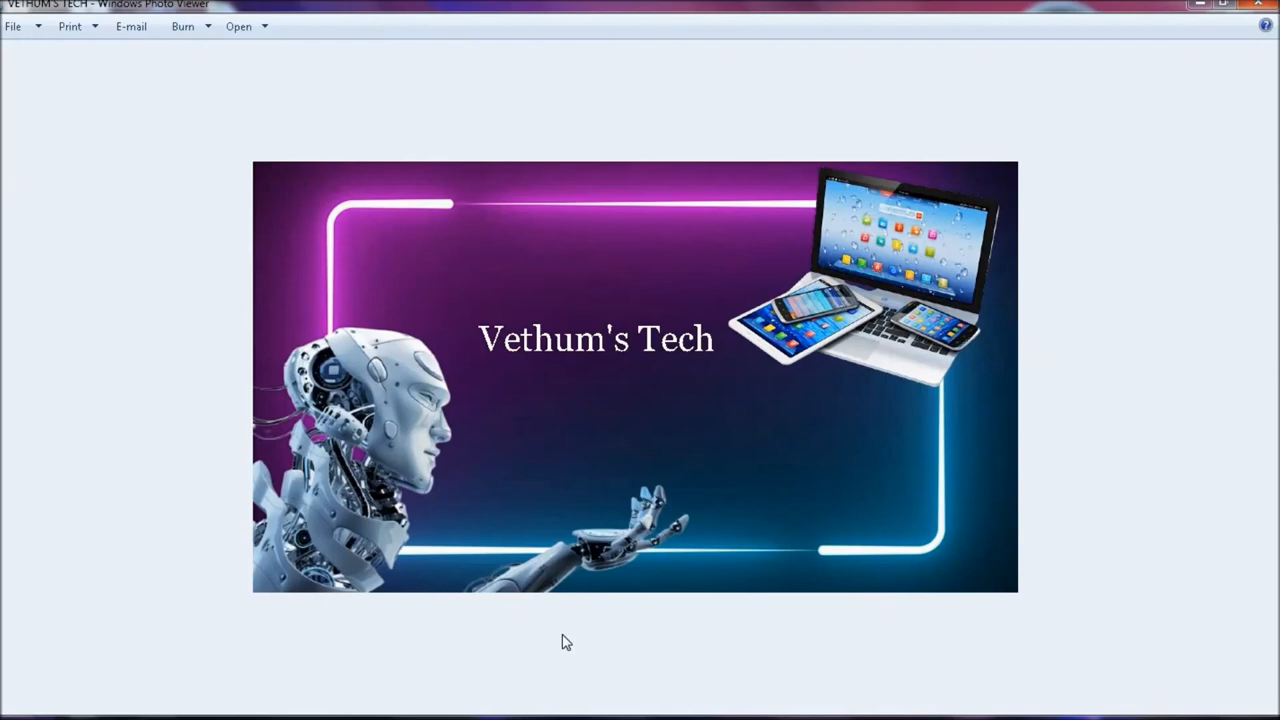 VETHUM'S TECH - Windows Photo Viewer
File Print E-mail Burn Open
Vethum's Tech